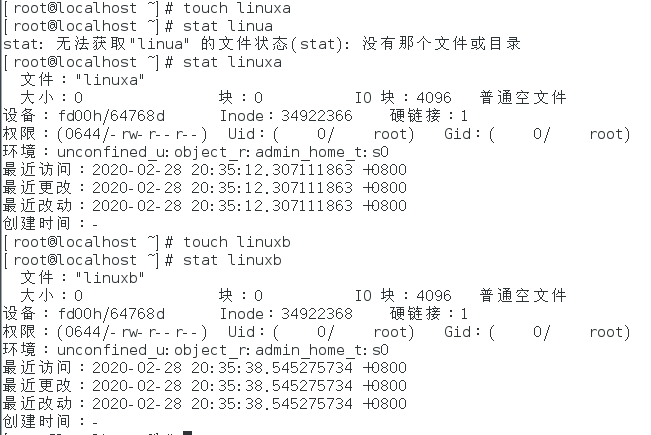 [root@localhost ~]# touch linuxa
[root@localhost ~]# stat linua
stat: 无法获取"linua" 的文件状态(stat): 没有那个文件或目录
[root@localhost ~]# stat linuxa
文件："linuxa"
大小：0 块：0 IO 块：4096 普通空文件
设备：fd00h/64768d Inode：34922366 硬链接：1
权限：(0644/-rw-r--r--) Uid：( 0/ root) Gid：( 0/ root)
环境：unconfined_u:object_r:admin_home_t:s0
最近访问：2020-02-28 20:35:12.307111863 +0800
最近更改：2020-02-28 20:35:12.307111863 +0800
最近改动：2020-02-28 20:35:12.307111863 +0800
创建时间：-
[root@localhost ~]# touch linuxb
[root@localhost ~]# stat linuxb
文件："linuxb"
大小：0 块：0 IO 块：4096 普通空文件
设备：fd00h/64768d Inode：34922368 硬链接：1
权限：(0644/-rw-r--r--) Uid：( 0/ root) Gid：( 0/ root)
环境：unconfined_u:object_r:admin_home_t:s0
最近访问：2020-02-28 20:35:38.545275734 +0800
最近更改：2020-02-28 20:35:38.545275734 +0800
最近改动：2020-02-28 20:35:38.545275734 +0800
创建时间：-
[root@localhost ~]#